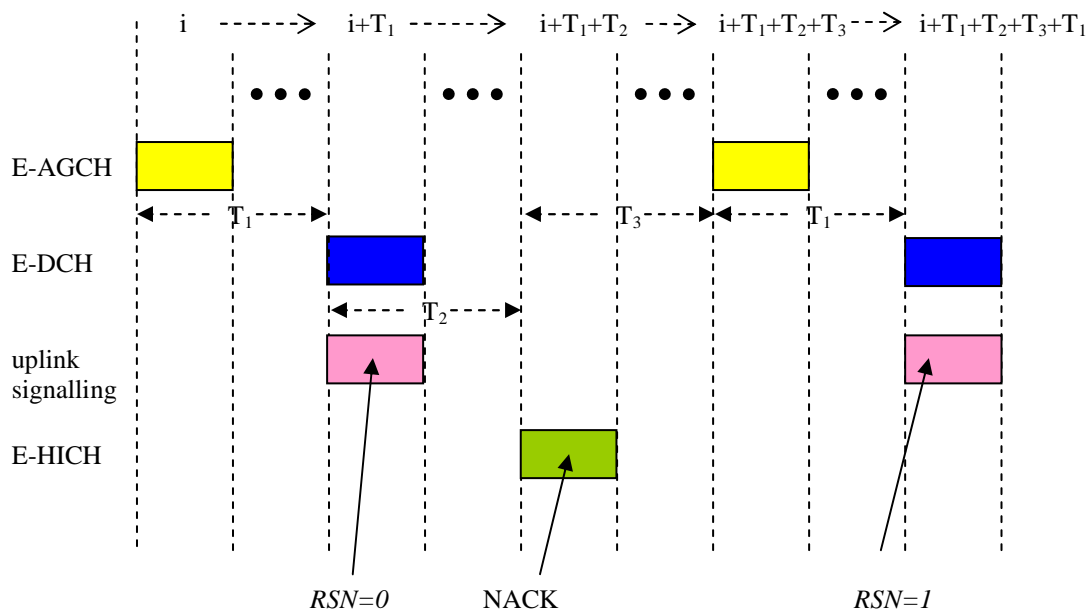 i i+T₁ i+T₁+T₂ i+T₁+T₂+T₃ i+T₁+T₂+T₃+T₁
E-AGCH
T₁ T₃ T₁
E-DCH
T₂
uplink
signalling
E-HICH
RSN=0 NACK RSN=1